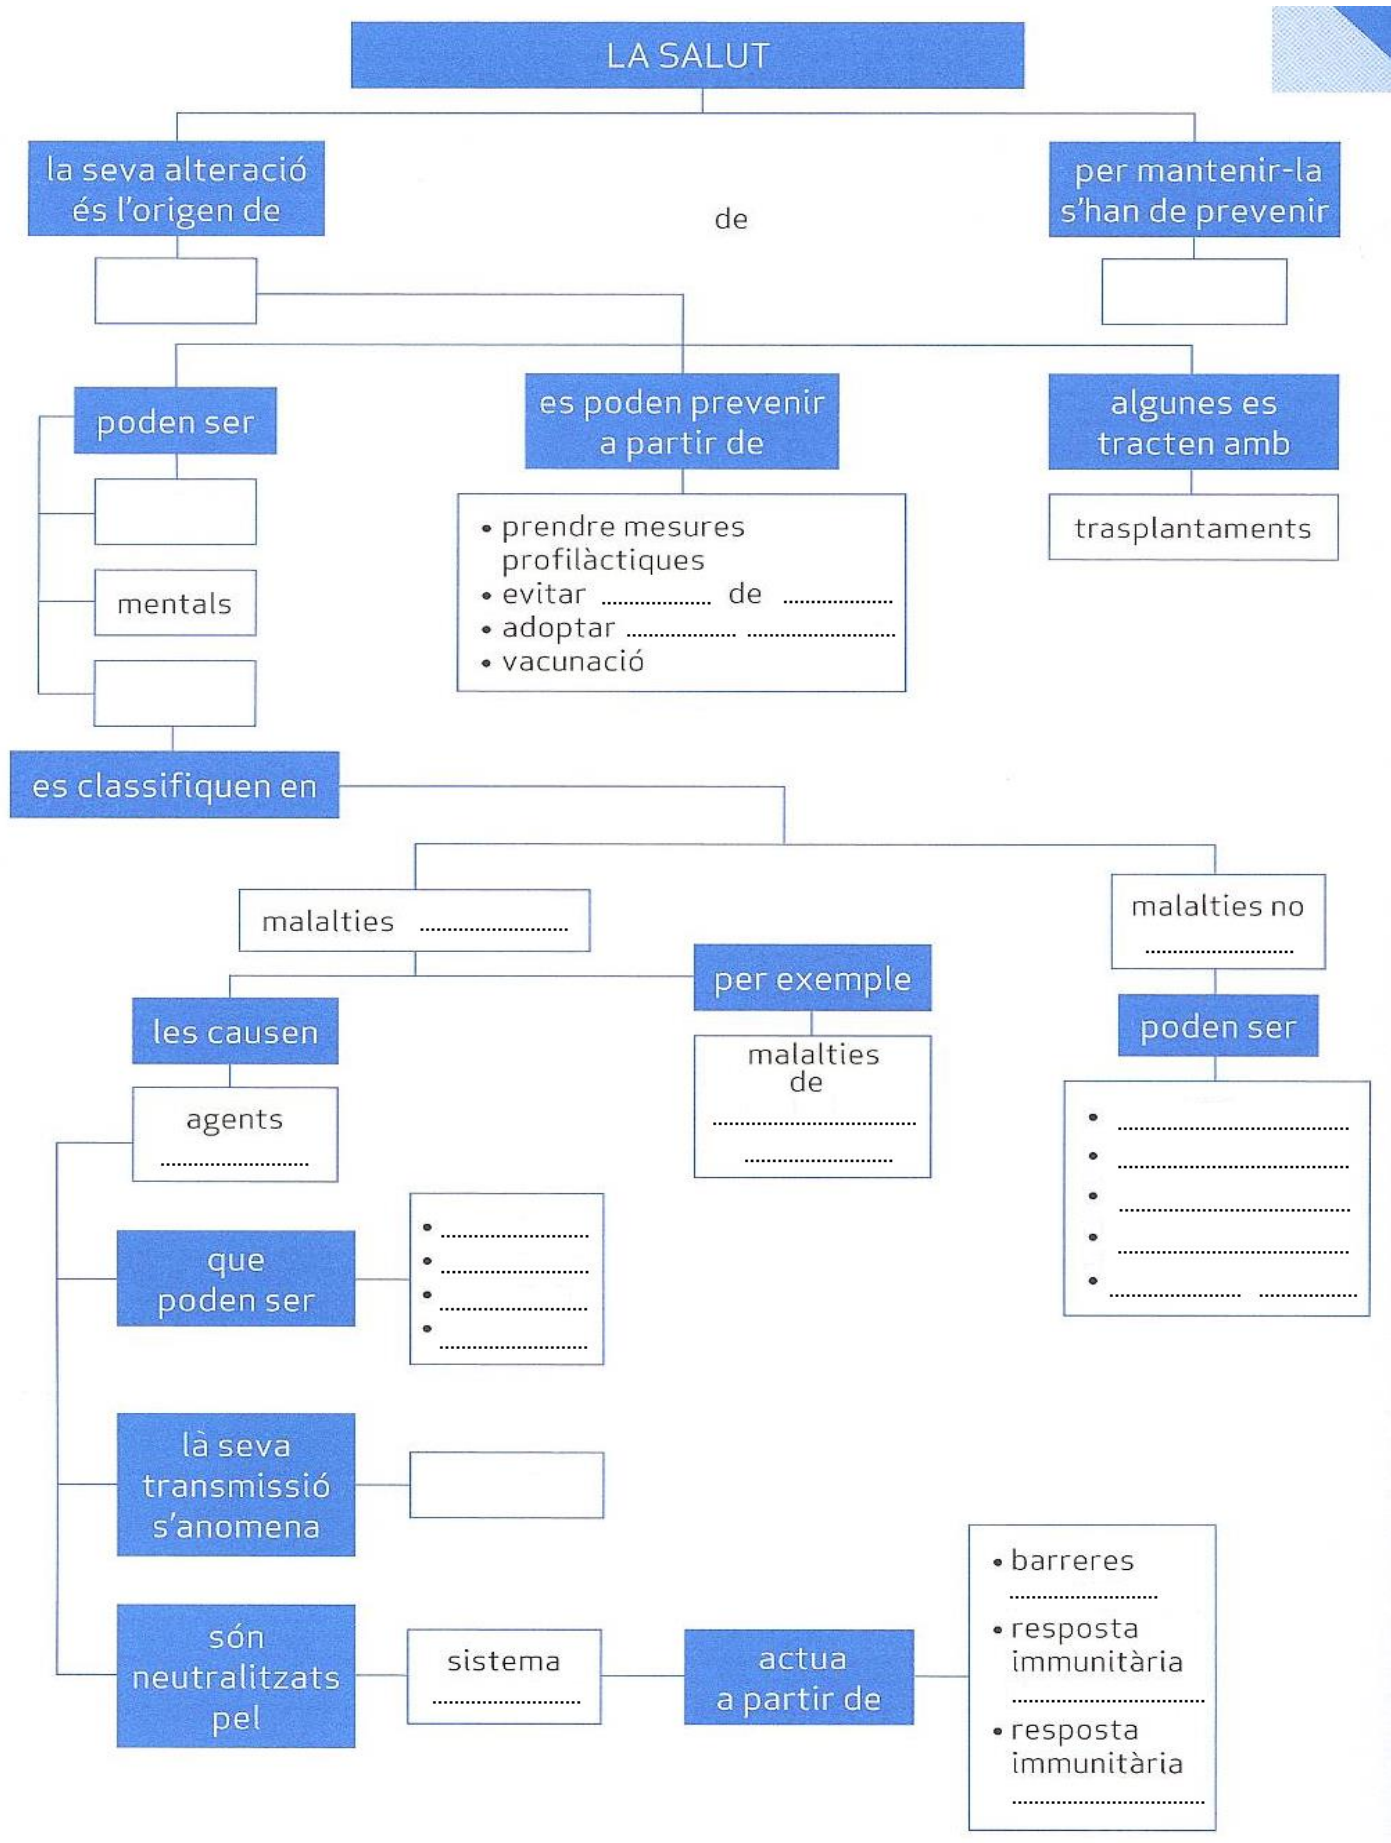 LA SALUT
la seva alteració
és l'origen de
de
per mantenir-la
s'han de prevenir
poden ser
es poden prevenir
a partir de
algunes es
tracten amb
mentals
• prendre mesures
profilàctiques
• evitar ................ de ................
• adoptar ................ ................
• vacunació
trasplantaments
es classifiquen en
malalties ................
malalties no
................
les causen
per exemple
poden ser
agents
................
malalties
de
................
................
• ................
• ................
• ................
• ................
• ................ ................
que
poden ser
• ................
• ................
• ................
• ................
là seva
transmissió
s'anomena
són
neutralitzats
pel
sistema
................
actua
a partir de
• barreres
................
• resposta
immunitària
................
• resposta
immunitària
................